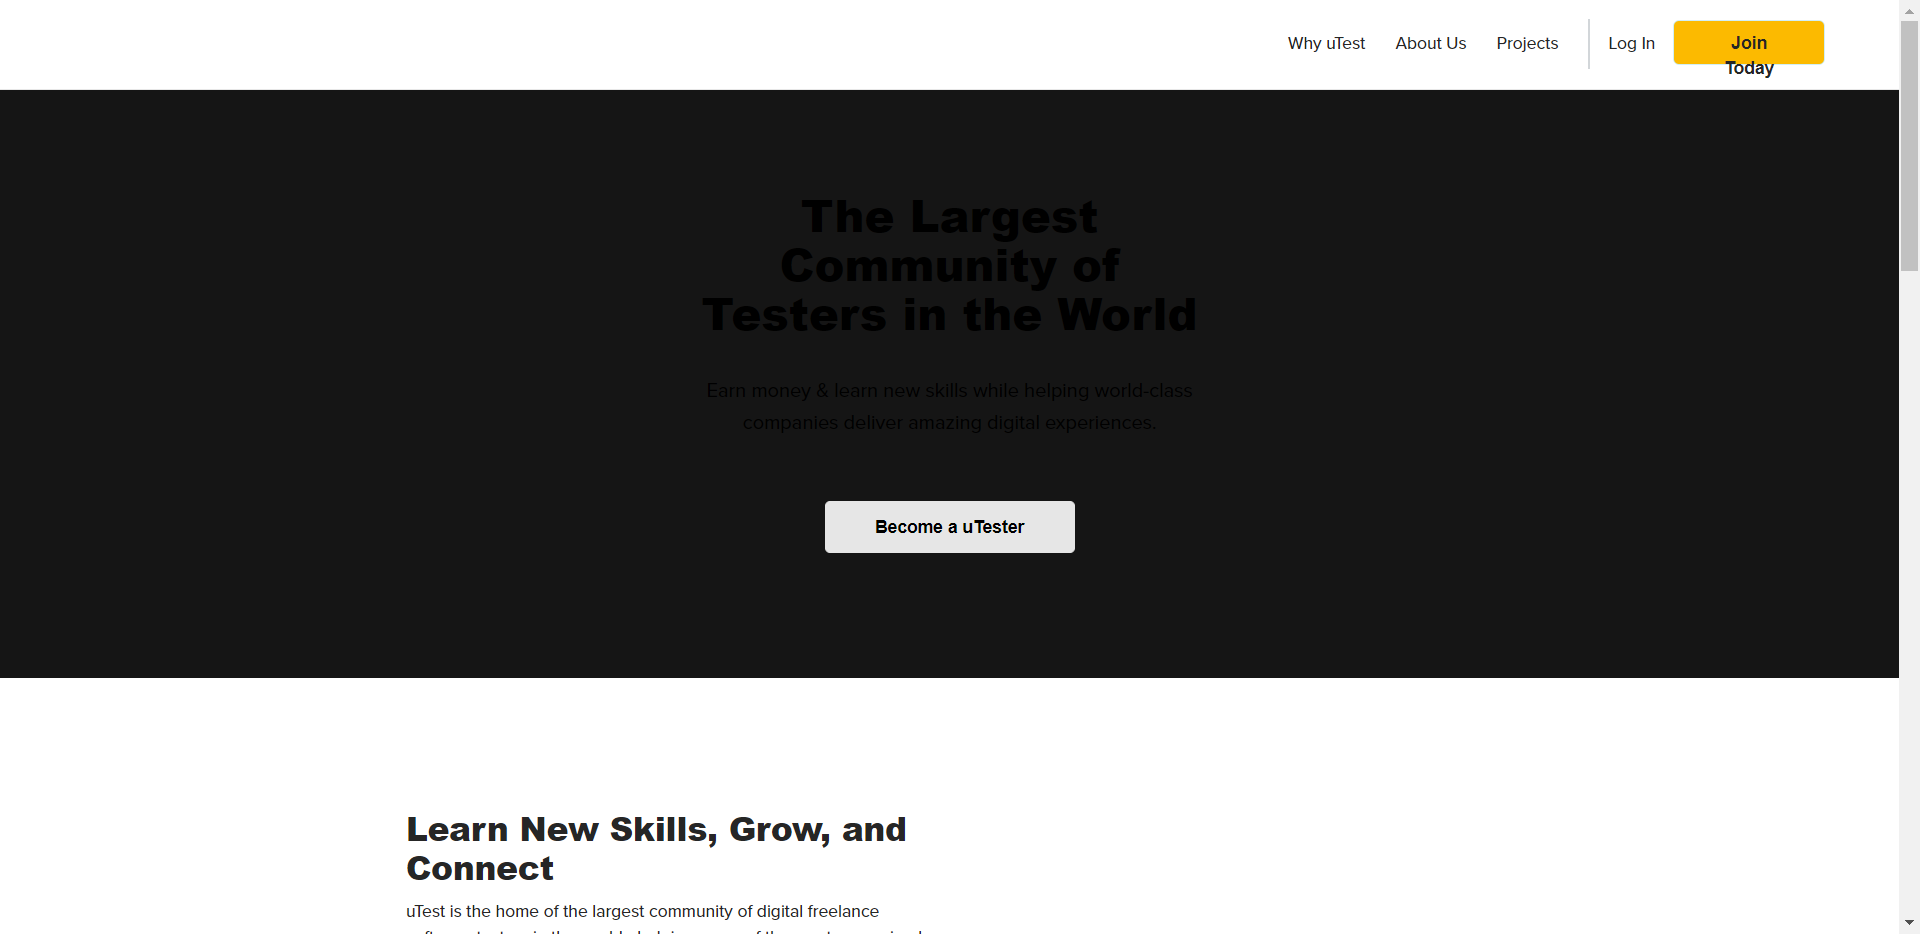 Why uTest About Us Projects Log In Join
Today
The Largest
Community of
Testers in the World
Earn money & learn new skills while helping world-class
companies deliver amazing digital experiences.
Become a uTester
Learn New Skills, Grow, and
Connect
uTest is the home of the largest community of digital freelance